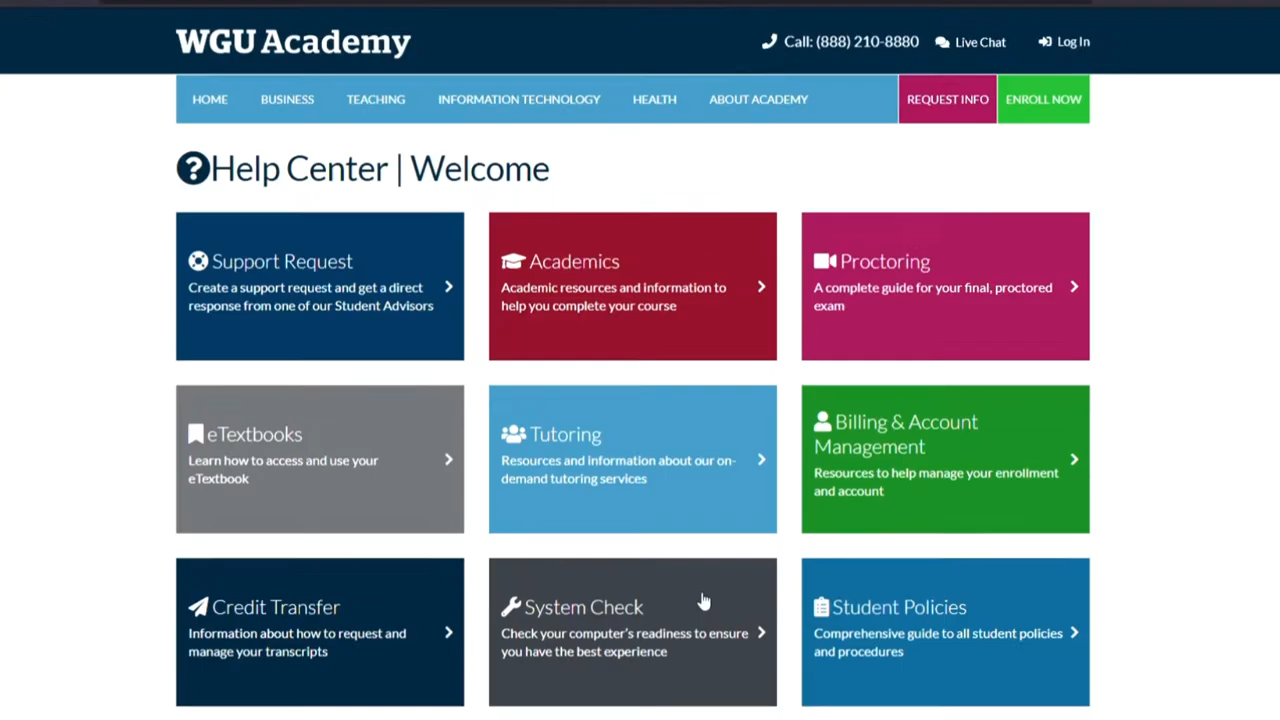 WGU Academy
Call: (888) 210-8880
Live Chat
Log In
HOME
BUSINESS
TEACHING
INFORMATION TECHNOLOGY
HEALTH
ABOUT ACADEMY
REQUEST INFO
ENROLL NOW
Help Center | Welcome
Support Request
Create a support request and get a direct
response from one of our Student Advisors
Academics
Academic resources and information to
help you complete your course
Proctoring
A complete guide for your final, proctored
exam
eTextbooks
Learn how to access and use your
eTextbook
Tutoring
Resources and information about our on-
demand tutoring services
Billing & Account
Management
Resources to help manage your enrollment
and account
Credit Transfer
Information about how to request and
manage your transcripts
System Check
Check your computer's readiness to ensure
you have the best experience
Student Policies
Comprehensive guide to all student policies
and procedures